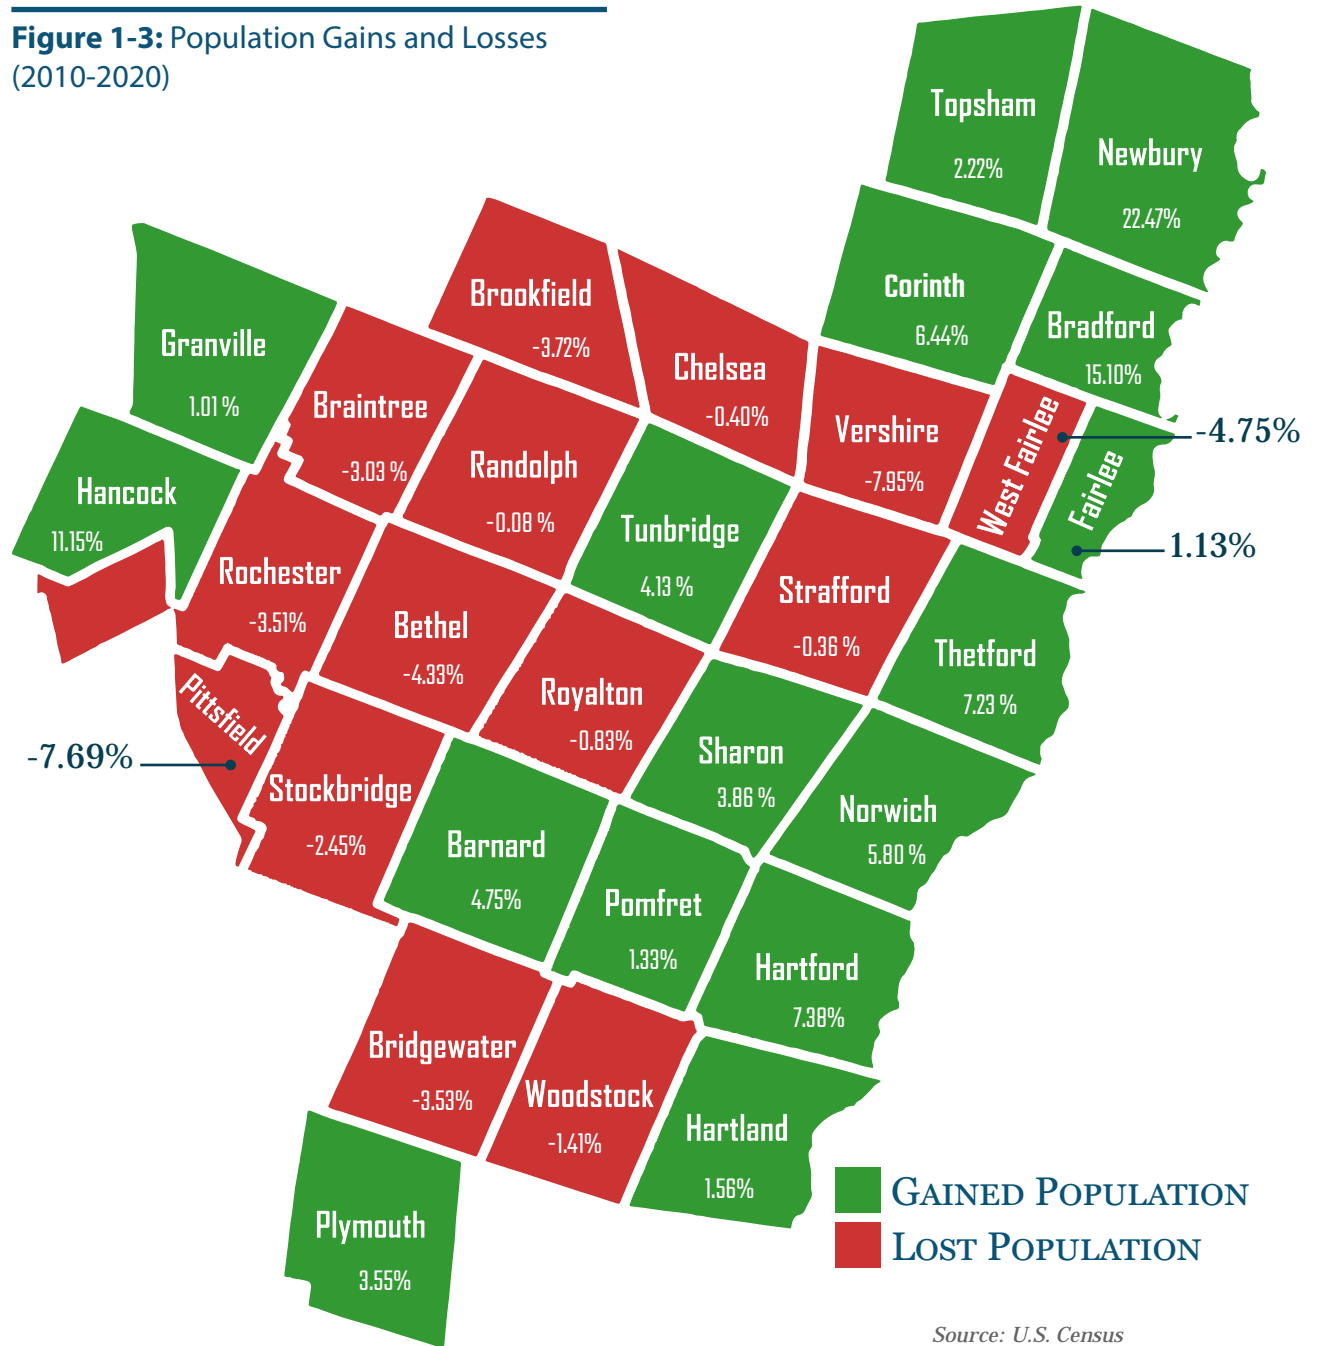 Figure 1-3: Population Gains and Losses
(2010-2020)
Topsham
2.22%
Newbury
22.47%
Corinth
6.44%
Bradford
15.10%
Brookfield
-3.72%
Chelsea
-0.40%
Granville
1.01 %
Braintree
-3.03 %
Vershire
-7.95%
West Fairlee
-4.75%
Fairlee
1.13%
Randolph
-0.08 %
Hancock
11.15%
Tunbridge
4.13 %
Rochester
-3.51%
Strafford
-0.36 %
Bethel
-4.33%
Thetford
7.23 %
Royalton
-0.83%
Pittsfield
-7.69%
Sharon
3.86 %
Stockbridge
-2.45%
Norwich
5.80 %
Barnard
4.75%
Pomfret
1.33%
Hartford
7.38%
Bridgewater
-3.53%
Woodstock
-1.41%
Hartland
1.56%
Plymouth
3.55%
Gained Population
Lost Population
Source: U.S. Census